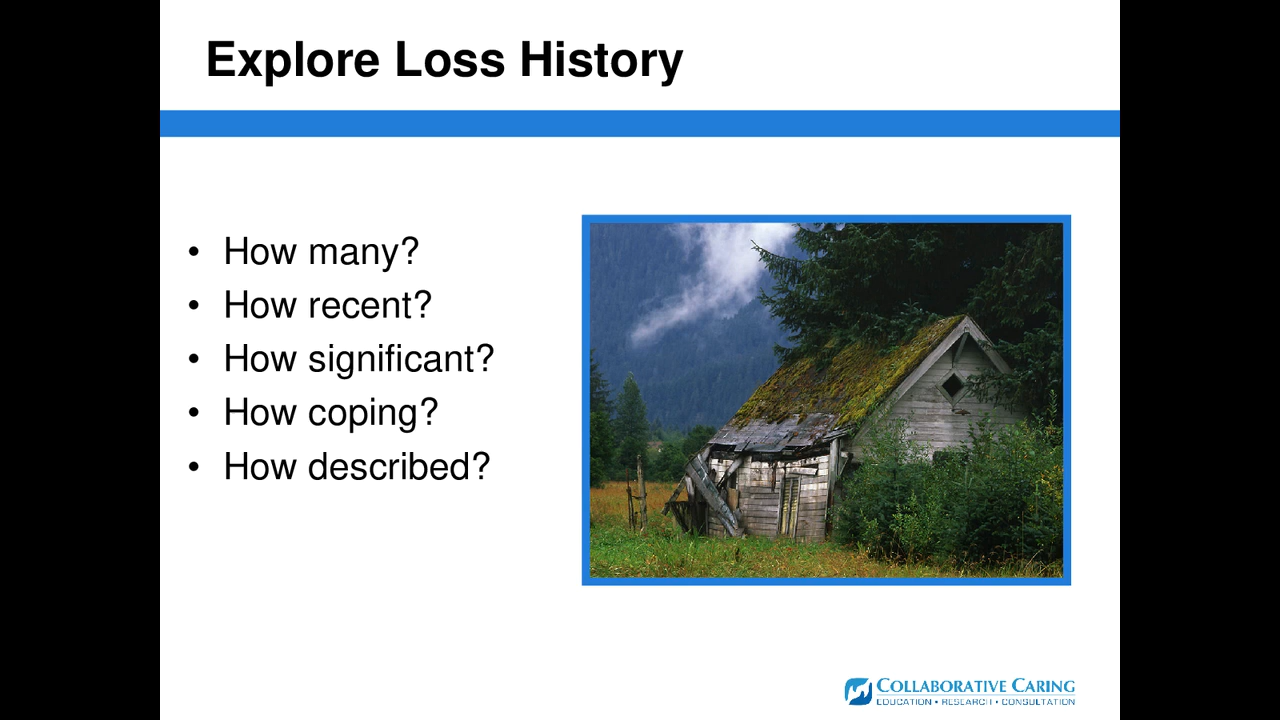 Explore Loss History
• How many?
• How recent?
• How significant?
• How coping?
• How described?
COLLABORATIVE CARING
EDUCATION • RESEARCH • CONSULTATION